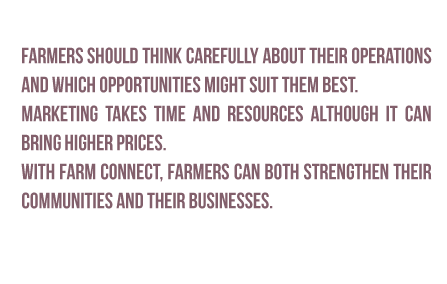 FARMERS SHOULD THINK CAREFULLY ABOUT THEIR OPERATIONS
AND WHICH OPPORTUNITIES MIGHT SUIT THEM BEST.
MARKETING TAKES TIME AND RESOURCES ALTHOUGH IT CAN
BRING HIGHER PRICES.
WITH FARM CONNECT, FARMERS CAN BOTH STRENGTHEN THEIR
COMMUNITIES AND THEIR BUSINESSES.